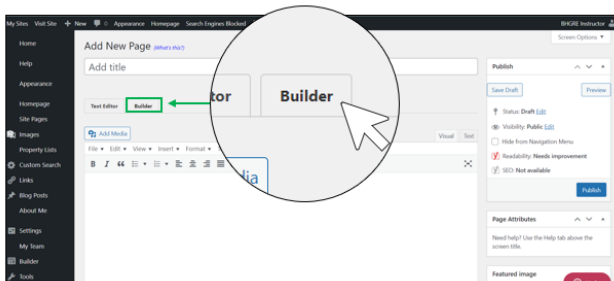 My Sites Visit Site + New 0 Appearance Homepage Search Engines Blocked
BHGRE Instructor
Screen Options
Home
Help
Appearance
Homepage
Site Pages
Images
Property Lists
Custom Search
Links
Blog Posts
About Me
Settings
My Team
Builder
Tools
Add New Page (What's this?)
Add title
Text Editor Builder
Add Media
Visual Text
File Edit View Insert Format
B I
tor
Builder
dia
Publish
Save Draft Preview
Status: Draft Edit
Visibility: Public Edit
Hide from Navigation Menu
Readability: Needs improvement
SEO: Not available
Publish
Page Attributes
Need help? Use the Help tab above the
screen title.
Featured image